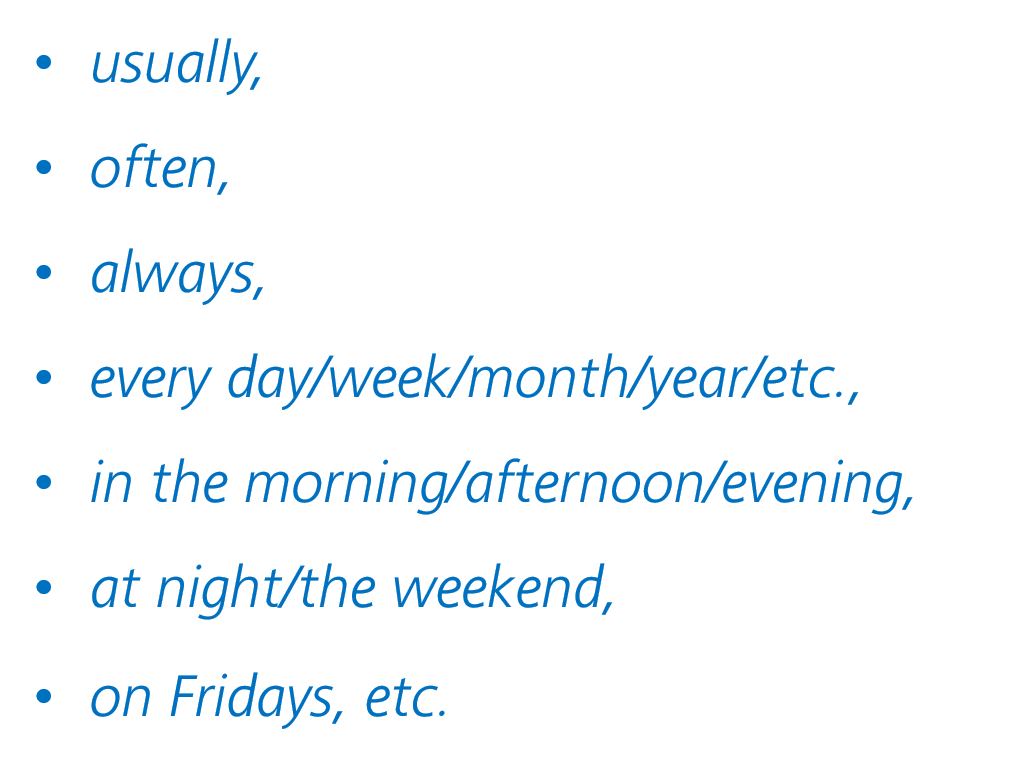 • usually,
• often,
• always,
• every day/week/month/year/etc.,
• in the morning/afternoon/evening,
• at night/the weekend,
• on Fridays, etc.